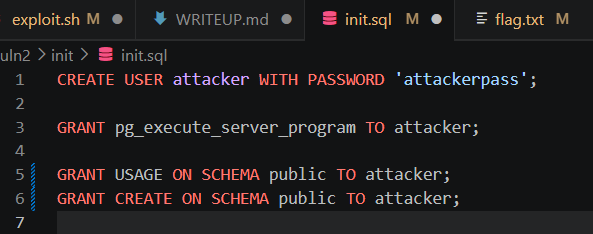 exploit.sh M WRITEUP.md init.sql M flag.txt M
uln2 > init > init.sql
1 CREATE USER attacker WITH PASSWORD 'attackerpass';
2
3 GRANT pg_execute_server_program TO attacker;
4
5 GRANT USAGE ON SCHEMA public TO attacker;
6 GRANT CREATE ON SCHEMA public TO attacker;
7